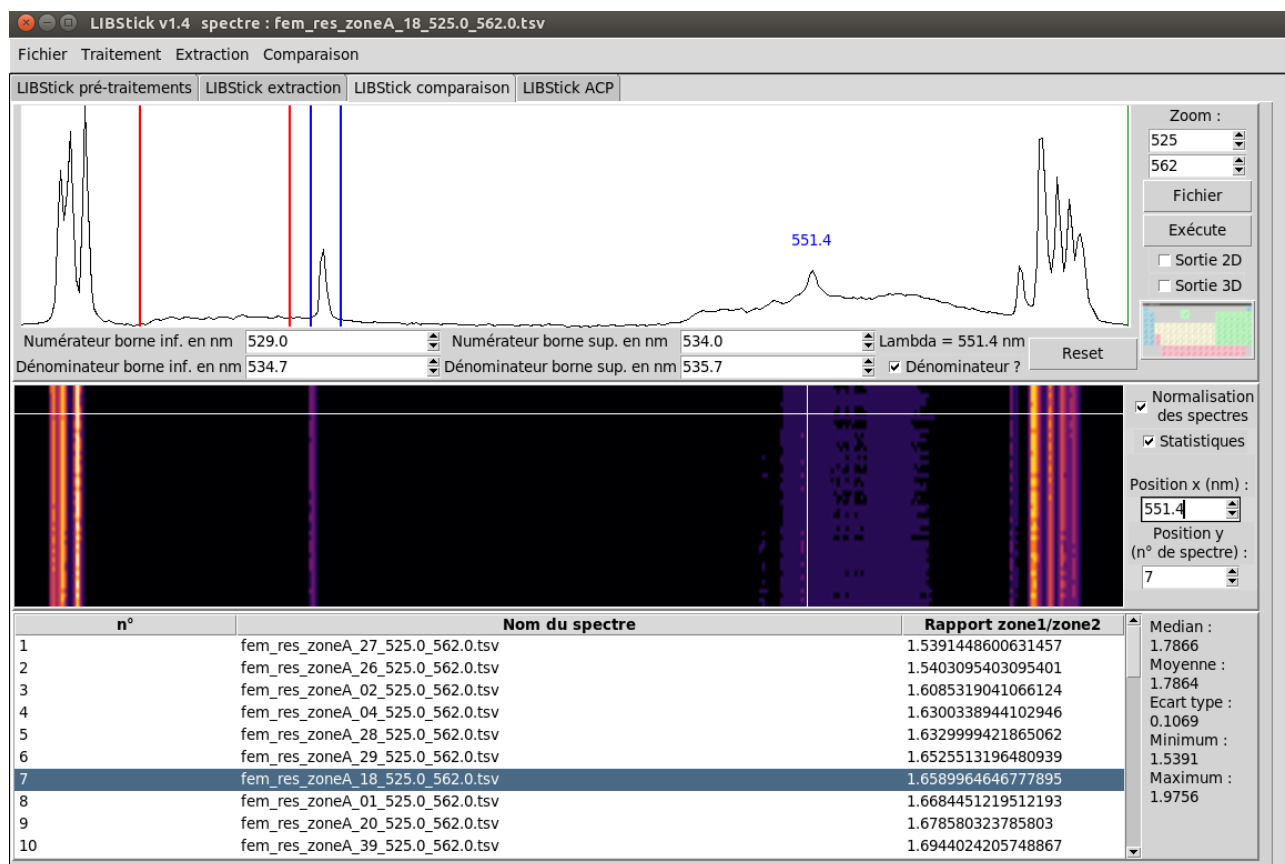 LIBStick v1.4 spectre : fem_res_zoneA_18_525.0_562.0.tsv
Fichier Traitement Extraction Comparaison
LIBStick pré-traitements LIBStick extraction LIBStick comparaison LIBStick ACP
Zoom :
525
562
Fichier
Exécute
Sortie 2D
Sortie 3D
551.4
Numérateur borne inf. en nm 529.0 Numérateur borne sup. en nm 534.0 Lambda = 551.4 nm Reset
Dénominateur borne inf. en nm 534.7 Dénominateur borne sup. en nm 535.7 Dénominateur ?
Normalisation
des spectres
Statistiques
Position x (nm) :
551.4
Position y
(n° de spectre) :
7
n° Nom du spectre Rapport zone1/zone2
1 fem_res_zoneA_27_525.0_562.0.tsv 1.5391448600631457
2 fem_res_zoneA_26_525.0_562.0.tsv 1.5403095403095401
3 fem_res_zoneA_02_525.0_562.0.tsv 1.6085319041066124
4 fem_res_zoneA_04_525.0_562.0.tsv 1.6300338944102946
5 fem_res_zoneA_28_525.0_562.0.tsv 1.6329999421865062
6 fem_res_zoneA_29_525.0_562.0.tsv 1.6525513196480939
7 fem_res_zoneA_18_525.0_562.0.tsv 1.6589964646777895
8 fem_res_zoneA_01_525.0_562.0.tsv 1.6684451219512193
9 fem_res_zoneA_20_525.0_562.0.tsv 1.678580323785803
10 fem_res_zoneA_39_525.0_562.0.tsv 1.6944024205748867
Median :
1.7866
Moyenne :
1.7864
Ecart type :
0.1069
Minimum :
1.5391
Maximum :
1.9756